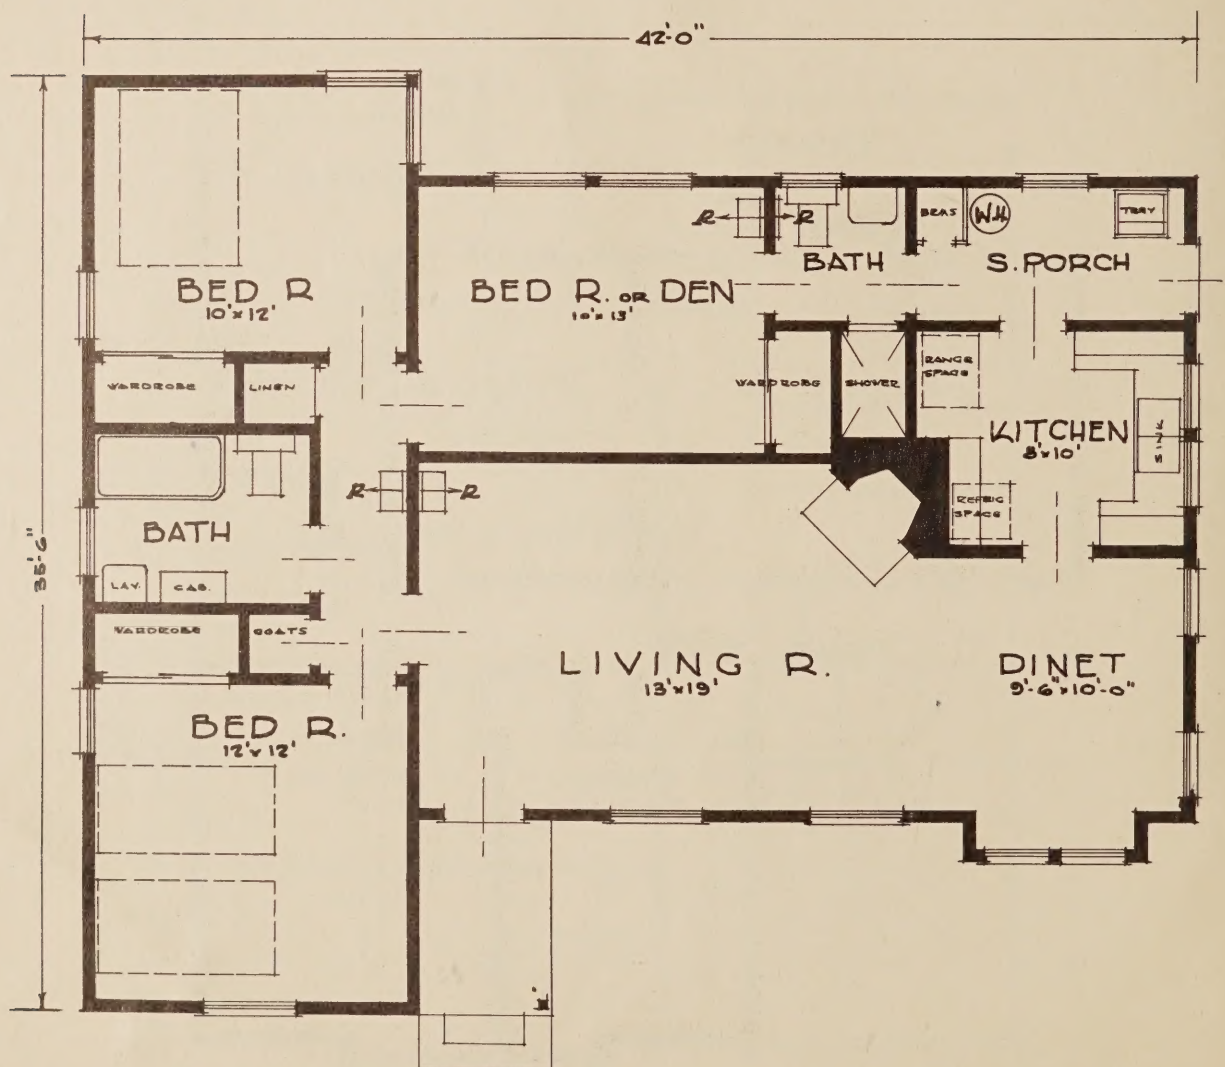 42'-0"
35'-6"
BED R
10'x12'
WARDROBE
LINEN
BATH
LAV.
CAB.
WARDROBE
COATS
BED R.
12'x12'
BED R. OR DEN
10'x13'
R
R
BATH
WARDROBE
SHOWER
R
R
S. PORCH
W.H
TRAY
RANGE
SPACE
KITCHEN
8'x10'
SINK
REFRIG
SPACE
LIVING R.
13'x19'
DINET
9'-6"x10'-0"